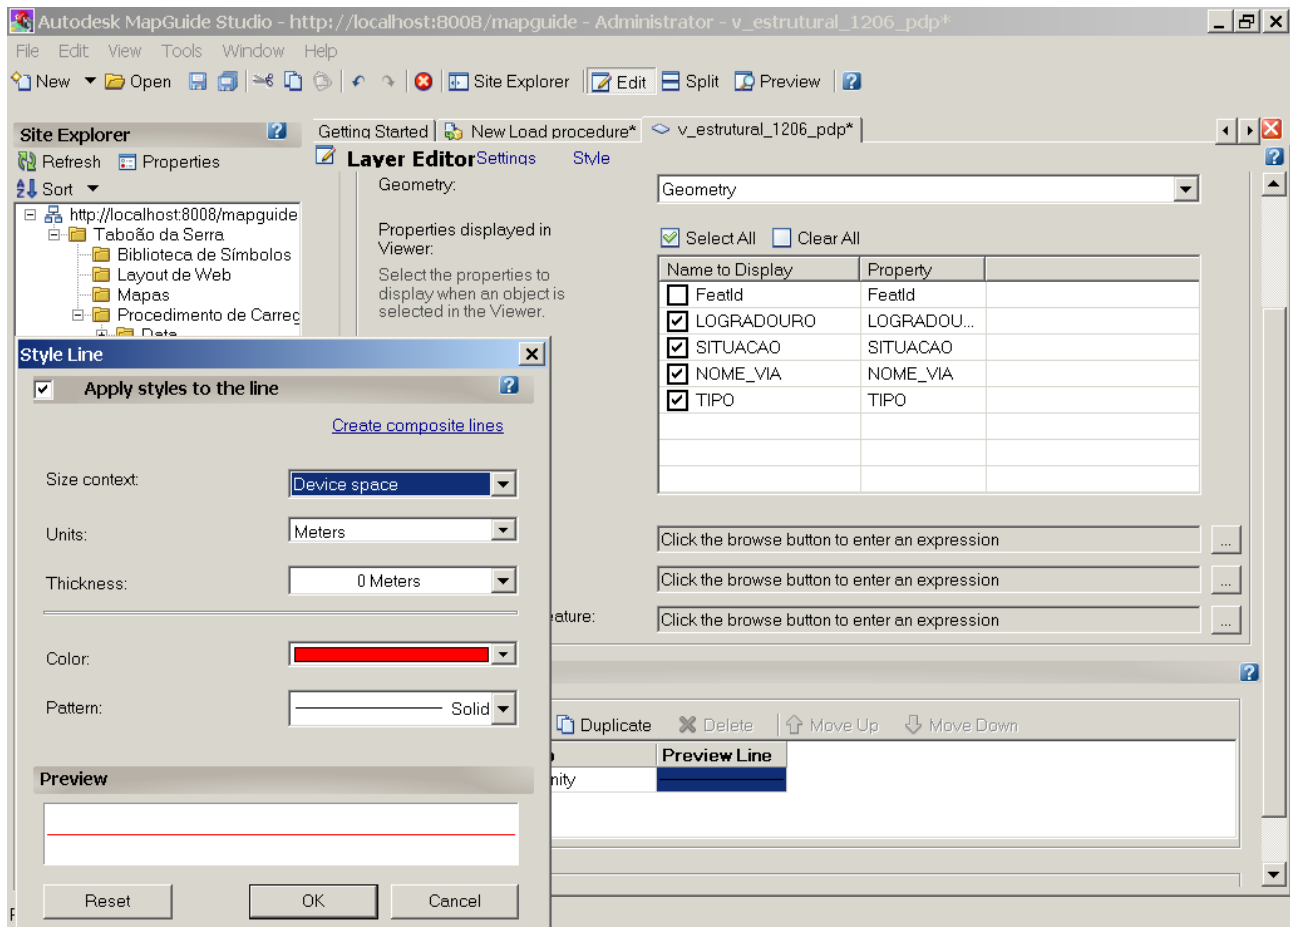 Autodesk MapGuide Studio - http://localhost:8008/mapguide - Administrator - v_estrutural_1206_pdp*
File Edit View Tools Window Help
New Open Site Explorer Edit Split Preview
Site Explorer
Refresh Properties
Sort
http://localhost:8008/mapguide
Taboão da Serra
Biblioteca de Símbolos
Layout de Web
Mapas
Procedimento de Carreg
Data
Getting Started New Load procedure* v_estrutural_1206_pdp*
Layer Editor Settings Style
Geometry: Geometry
Properties displayed in
Viewer:
Select the properties to
display when an object is
selected in the Viewer.
Select All Clear All
Name to Display Property
FeatId FeatId
LOGRADOURO LOGRADOU...
SITUACAO SITUACAO
NOME_VIA NOME_VIA
TIPO TIPO
Click the browse button to enter an expression ...
Click the browse button to enter an expression ...
eature: Click the browse button to enter an expression ...
Duplicate Delete Move Up Move Down
Preview Line
nity
Style Line
Apply styles to the line
Create composite lines
Size context: Device space
Units: Meters
Thickness: 0 Meters
Color:
Pattern: Solid
Preview
Reset OK Cancel